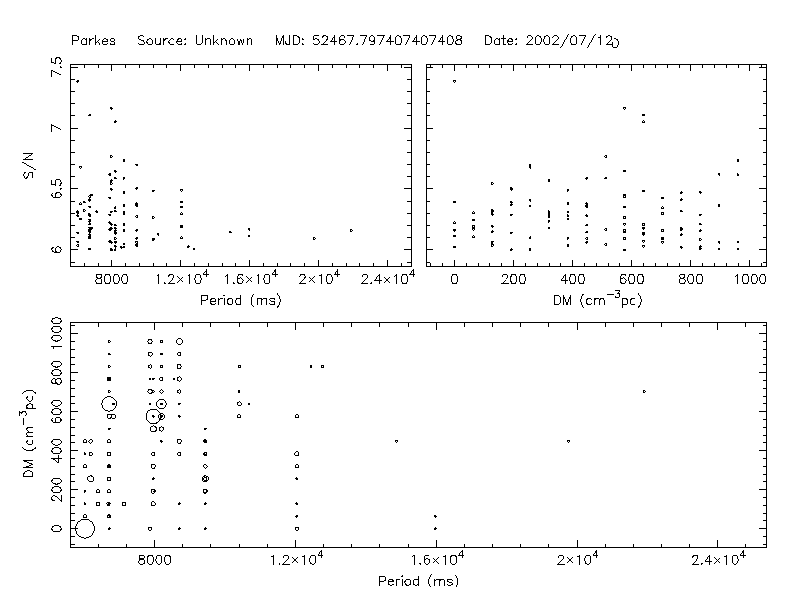 Parkes Source: Unknown MJD: 52467.797407407408 Date: 2002/07/12
7.5
7
6.5
6
S/N
8000 1.2×10⁴ 1.6×10⁴ 2×10⁴ 2.4×10⁴
Period (ms)
0 200 400 600 800 1000
DM (cm⁻³pc)
1000
800
600
400
200
0
DM (cm⁻³pc)
8000 1.2×10⁴ 1.6×10⁴ 2×10⁴ 2.4×10⁴
Period (ms)